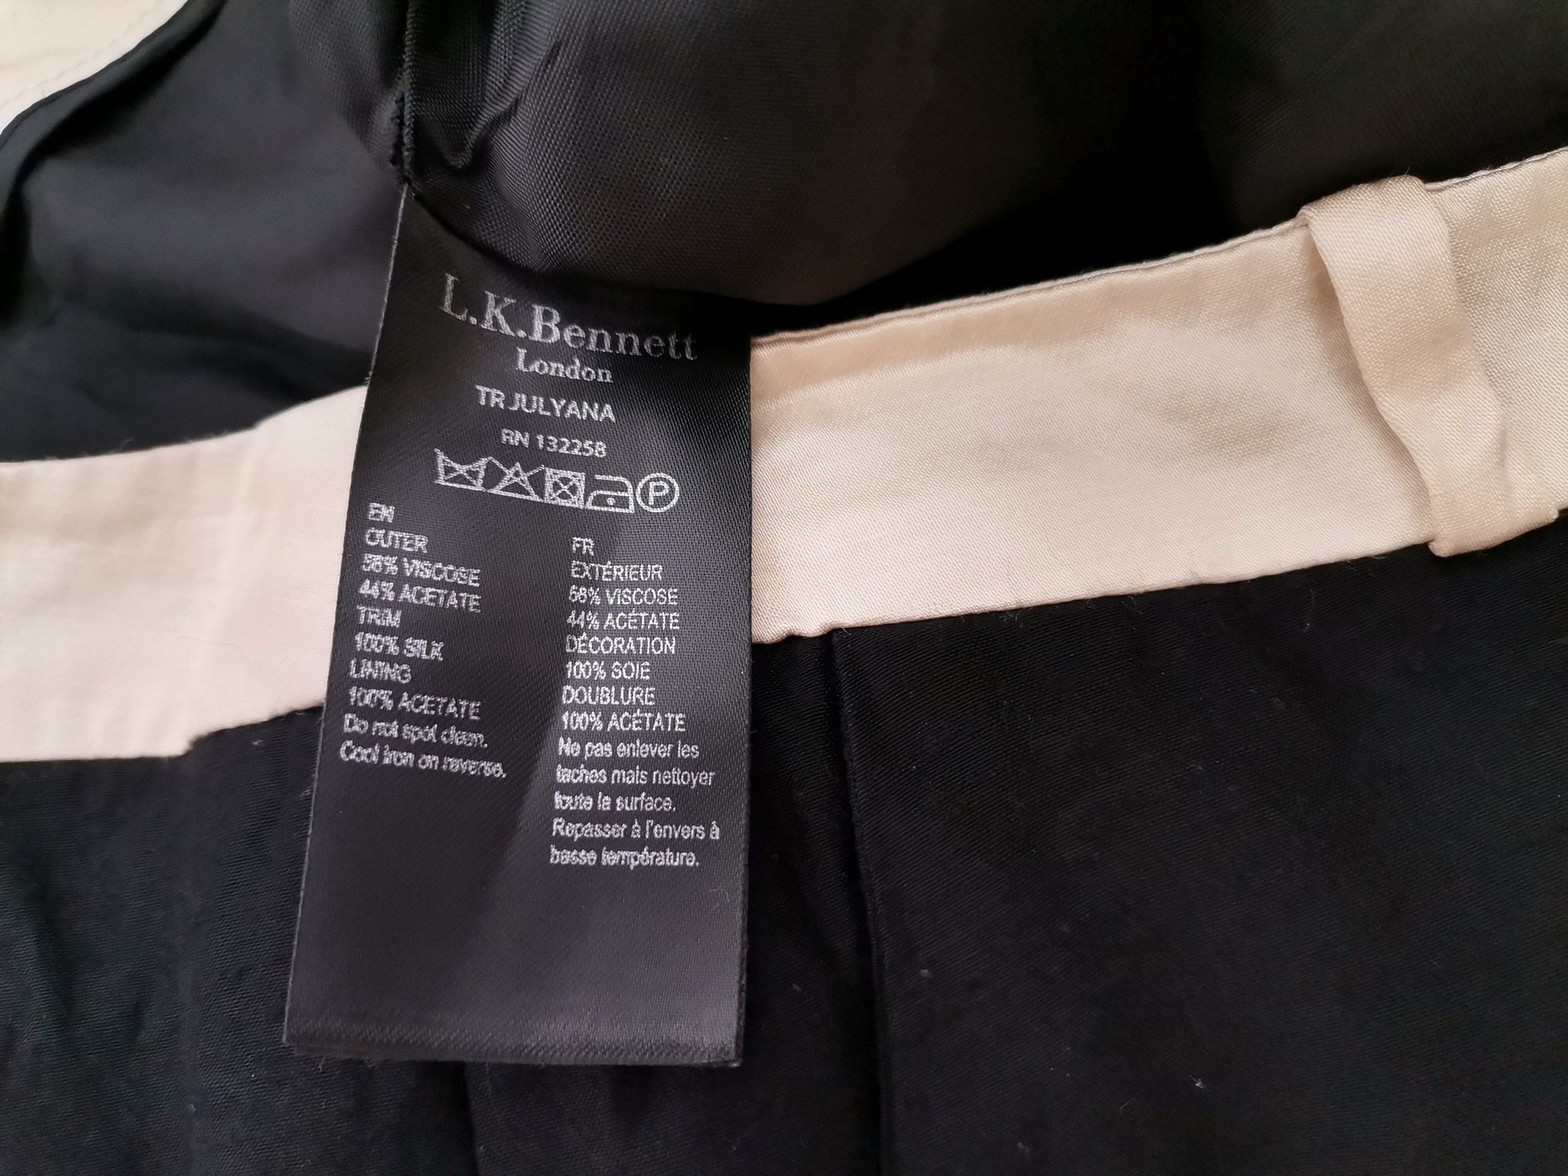 L.K.Bennett
London
TR JULYANA
RN 132258
P
EN
OUTER
56% VISCOSE
44% ACETATE
TRIM
100% SILK
LINING
100% ACETATE
Do not spot clean.
Cool iron on reverse.
FR
EXTÉRIEUR
56% VISCOSE
44% ACÉTATE
DÉCORATION
100% SOIE
DOUBLURE
100% ACÉTATE
Ne pas enlever les
taches mais nettoyer
toute la surface.
Repasser à l'envers à
basse température.